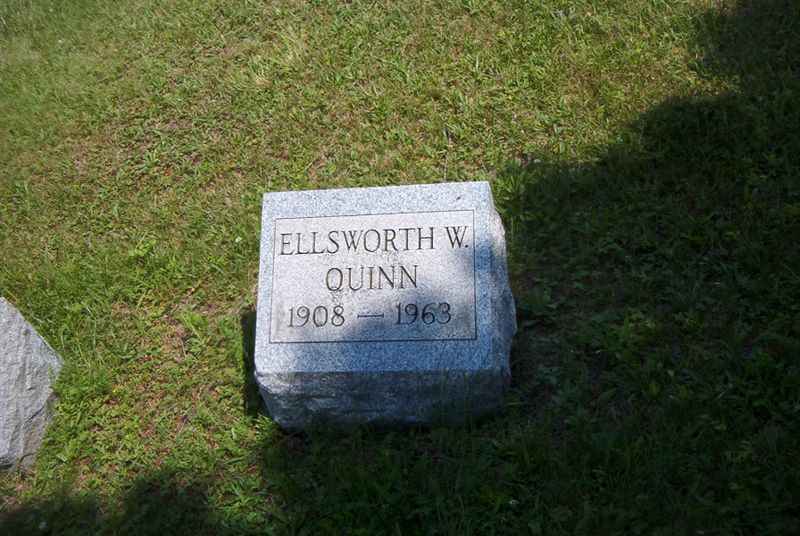 ELLSWORTH W.
QUINN
1908 — 1963